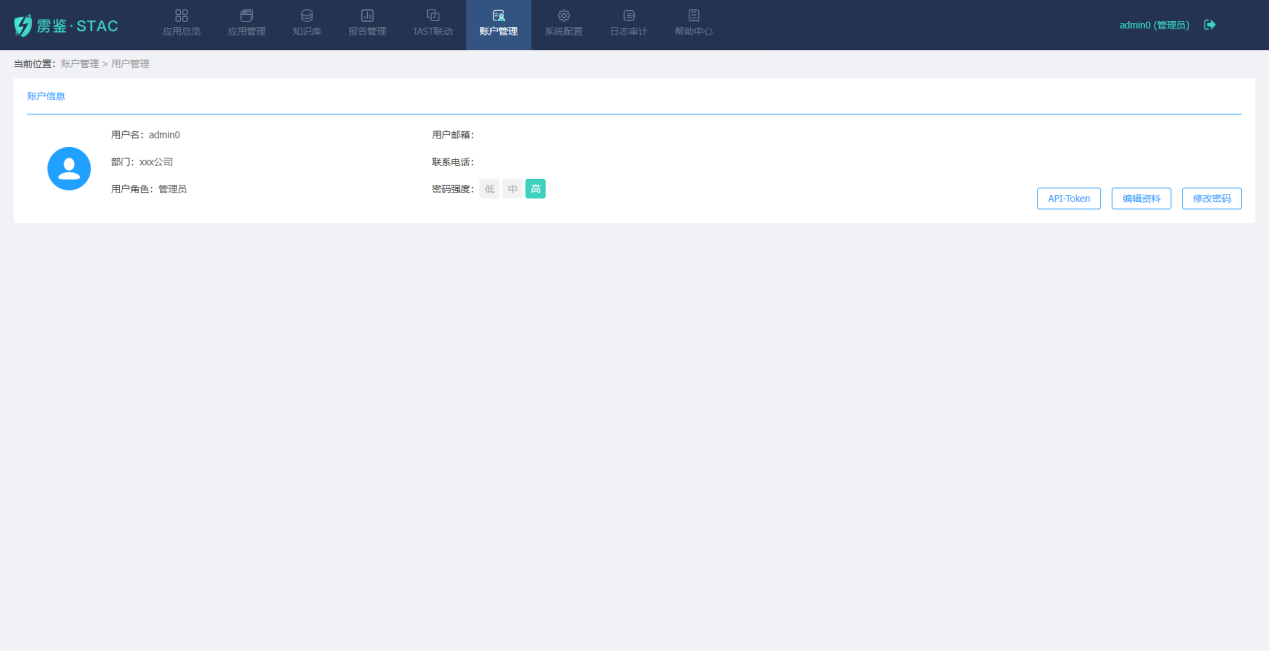 雳鉴·STAC
应用总览 应用管理 知识库 报告管理 IAST联动 账户管理 系统配置 日志审计 帮助中心
admin0 (管理员)
当前位置：账户管理 > 用户管理
账户信息
用户名：admin0 用户邮箱：
部门：xxx公司 联系电话：
用户角色：管理员 密码强度：低 中 高
API-Token 编辑资料 修改密码